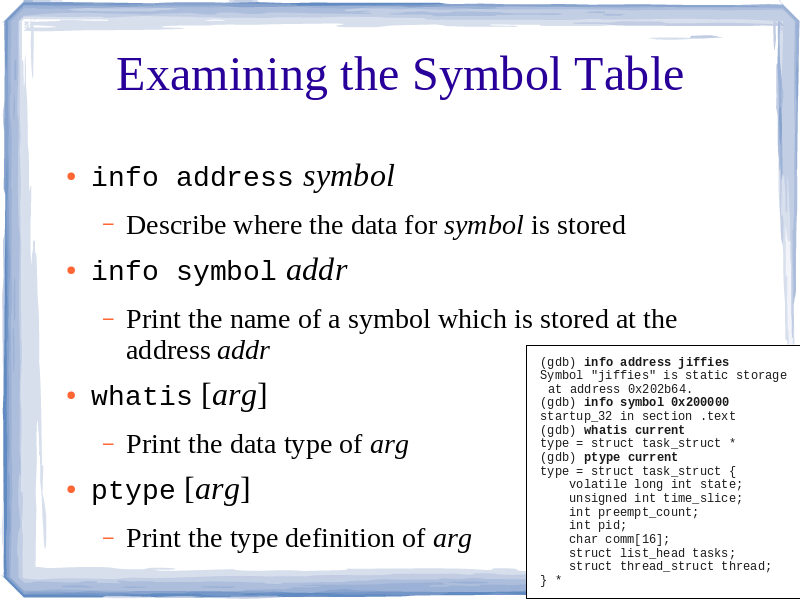 Examining the Symbol Table
• info address symbol
– Describe where the data for symbol is stored
• info symbol addr
– Print the name of a symbol which is stored at the
address addr
• whatis [arg]
– Print the data type of arg
• ptype [arg]
– Print the type definition of arg
(gdb) info address jiffies
Symbol "jiffies" is static storage
 at address 0x202b64.
(gdb) info symbol 0x200000
startup_32 in section .text
(gdb) whatis current
type = struct task_struct *
(gdb) ptype current
type = struct task_struct {
    volatile long int state;
    unsigned int time_slice;
    int preempt_count;
    int pid;
    char comm[16];
    struct list_head tasks;
    struct thread_struct thread;
} *